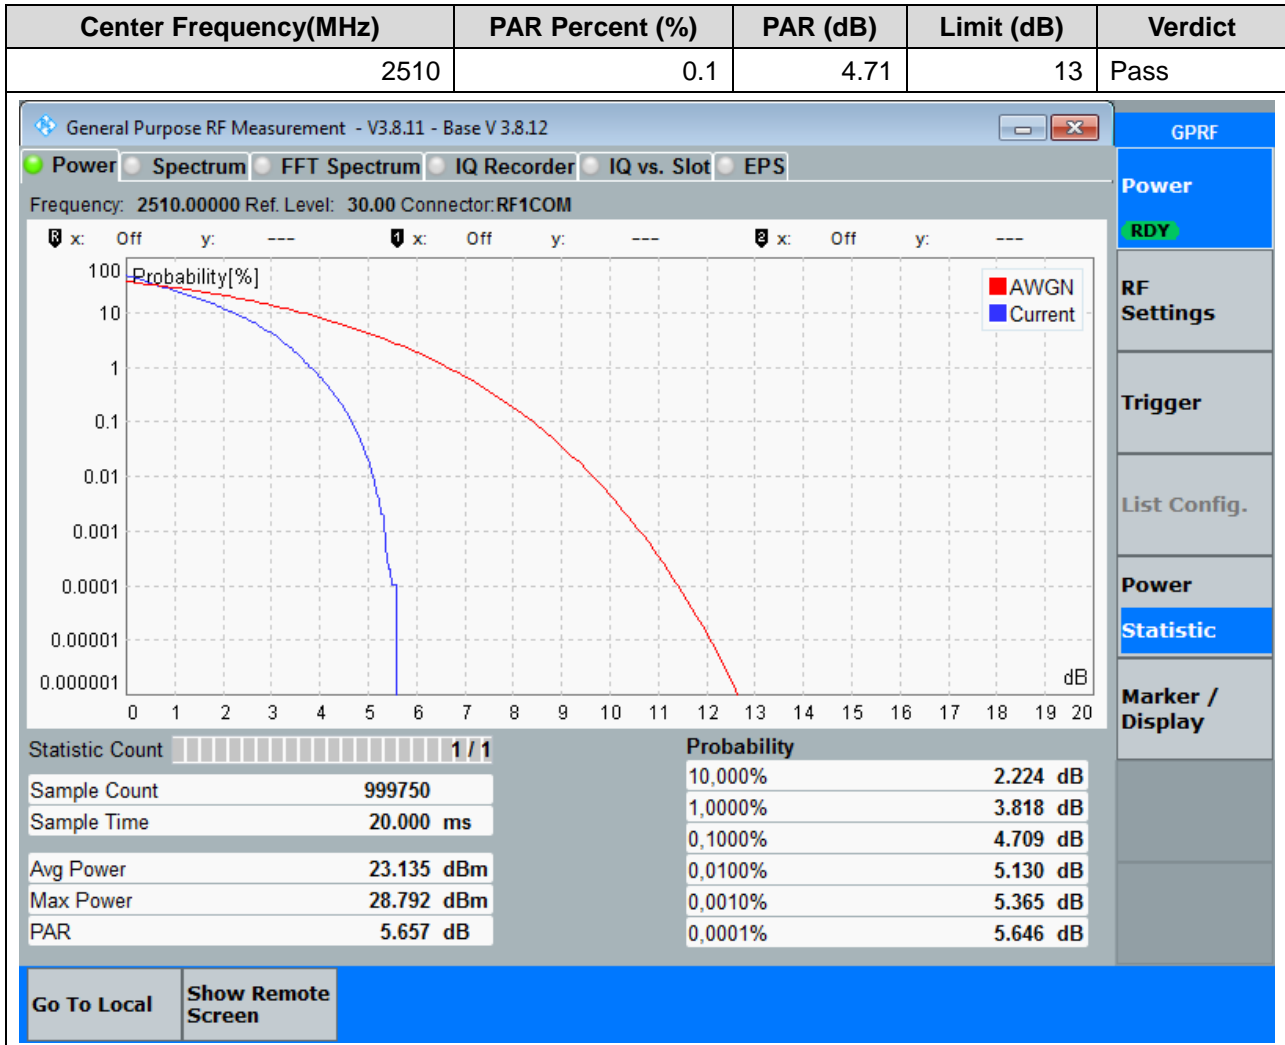 Center Frequency(MHz) PAR Percent (%) PAR (dB) Limit (dB) Verdict
2510 0.1 4.71 13 Pass
General Purpose RF Measurement - V3.8.11 - Base V 3.8.12
GPRF
Power Spectrum FFT Spectrum IQ Recorder IQ vs. Slot EPS
Frequency: 2510.00000 Ref. Level: 30.00 Connector:RF1COM
R x: Off y: --- 1 x: Off y: --- 2 x: Off y: ---
Probability[%]
AWGN
Current
100
10
1
0.1
0.01
0.001
0.0001
0.00001
0.000001
dB
0 1 2 3 4 5 6 7 8 9 10 11 12 13 14 15 16 17 18 19 20
Statistic Count 1 / 1
Sample Count 999750
Sample Time 20.000 ms
Avg Power 23.135 dBm
Max Power 28.792 dBm
PAR 5.657 dB
Probability
10,000% 2.224 dB
1,0000% 3.818 dB
0,1000% 4.709 dB
0,0100% 5.130 dB
0,0010% 5.365 dB
0,0001% 5.646 dB
Power
RDY
RF
Settings
Trigger
List Config.
Power
Statistic
Marker /
Display
Go To Local
Show Remote
Screen